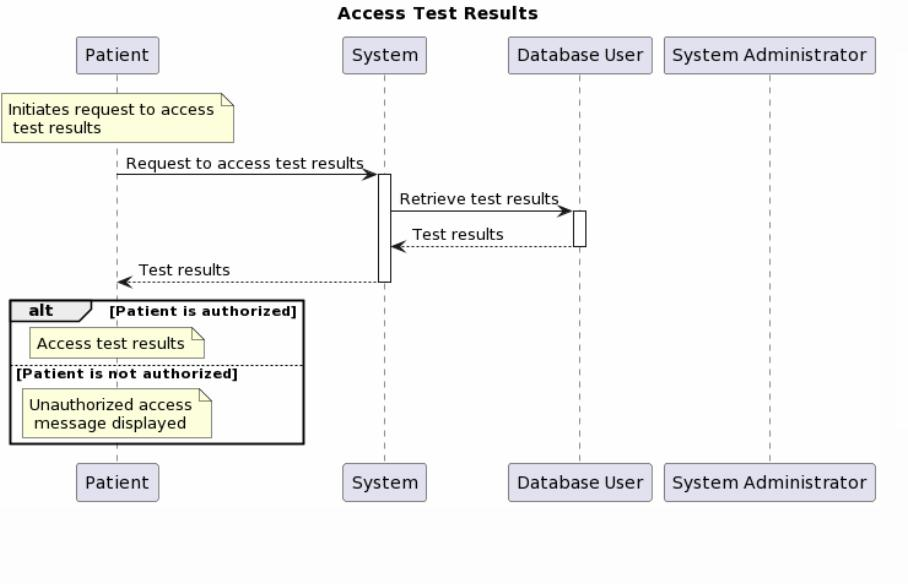 Access Test Results
Patient
System
Database User
System Administrator
Initiates request to access
test results
Request to access test results
Retrieve test results
Test results
Test results
alt
[Patient is authorized]
Access test results
[Patient is not authorized]
Unauthorized access
message displayed
Patient
System
Database User
System Administrator